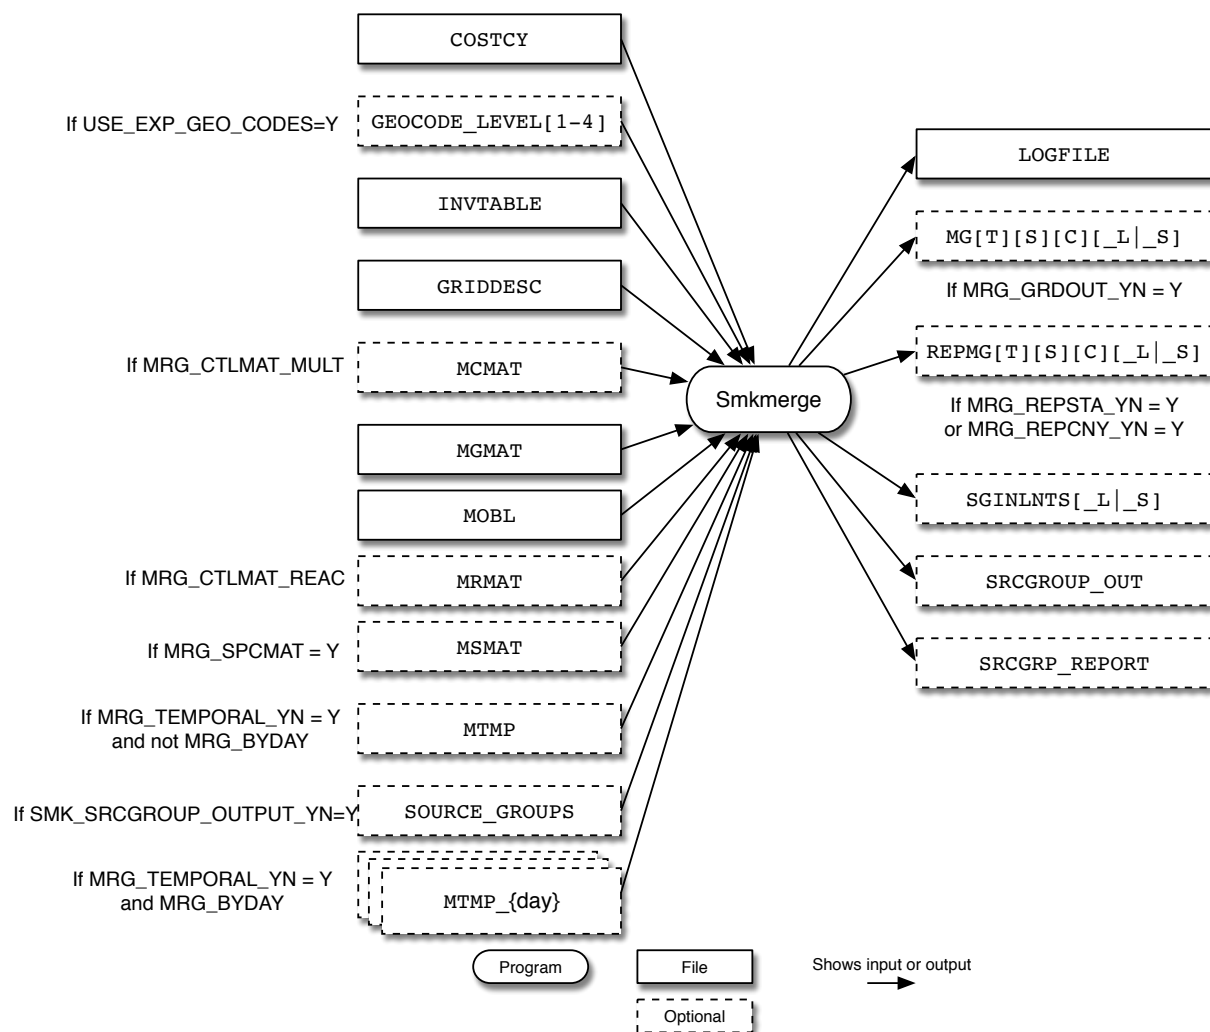 COSTCY
If USE_EXP_GEO_CODES=Y
GEOCODE_LEVEL[1-4]
INVTABLE
GRIDDESC
If MRG_CTLMAT_MULT
MCMAT
MGMAT
MOBL
If MRG_CTLMAT_REAC
MRMAT
If MRG_SPCMAT = Y
MSMAT
If MRG_TEMPORAL_YN = Y
and not MRG_BYDAY
MTMP
If SMK_SRCGROUP_OUTPUT_YN=Y
SOURCE_GROUPS
If MRG_TEMPORAL_YN = Y
and MRG_BYDAY
MTMP_{day}
Smkmerge
LOGFILE
MG[T][S][C][_L|_S]
If MRG_GRDOUT_YN = Y
REPMG[T][S][C][_L|_S]
If MRG_REPSTA_YN = Y
or MRG_REPCNY_YN = Y
SGINLNTS[_L|_S]
SRCGROUP_OUT
SRCGRP_REPORT
Program
File
Shows input or output
Optional